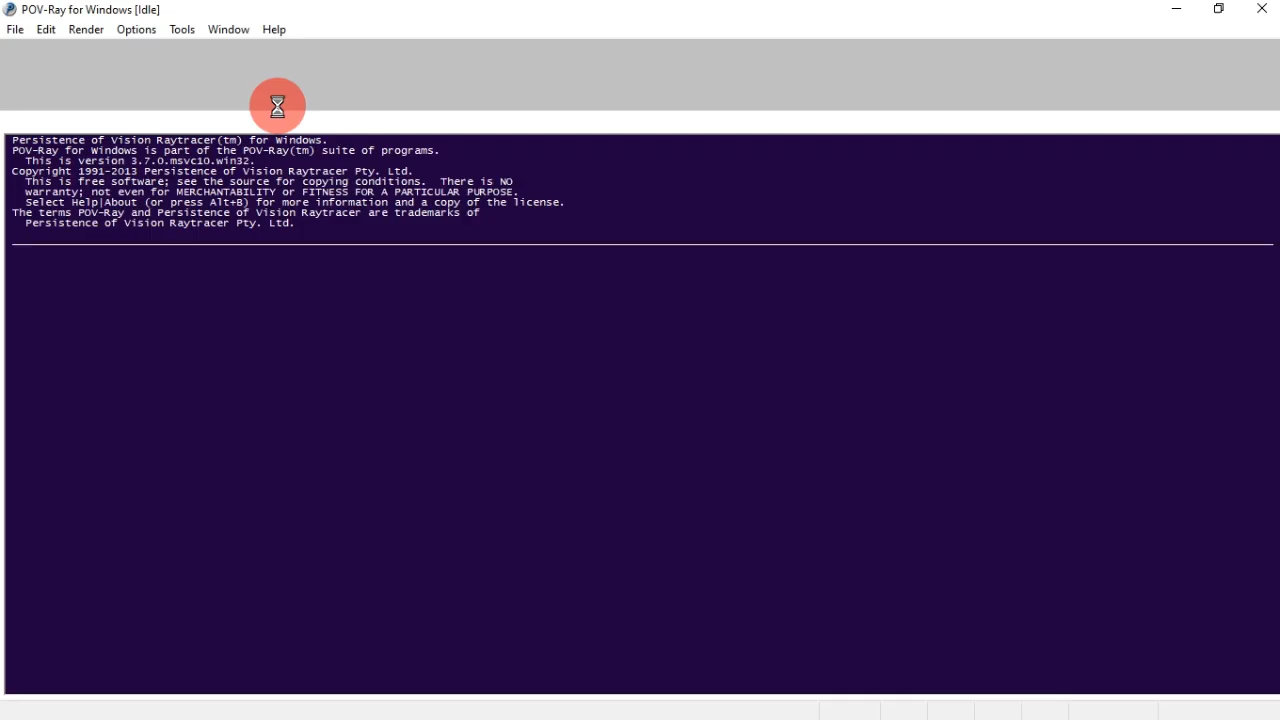 POV-Ray for Windows [Idle]
File Edit Render Options Tools Window Help
Persistence of Vision Raytracer(tm) for Windows.
POV-Ray for Windows is part of the POV-Ray(tm) suite of programs.
This is version 3.7.0.msvc10.win32.
Copyright 1991-2013 Persistence of Vision Raytracer Pty. Ltd.
This is free software; see the source for copying conditions.  There is NO
warranty; not even for MERCHANTABILITY or FITNESS FOR A PARTICULAR PURPOSE.
Select Help|About (or press Alt+B) for more information and a copy of the license.
The terms POV-Ray and Persistence of Vision Raytracer are trademarks of
Persistence of Vision Raytracer Pty. Ltd.